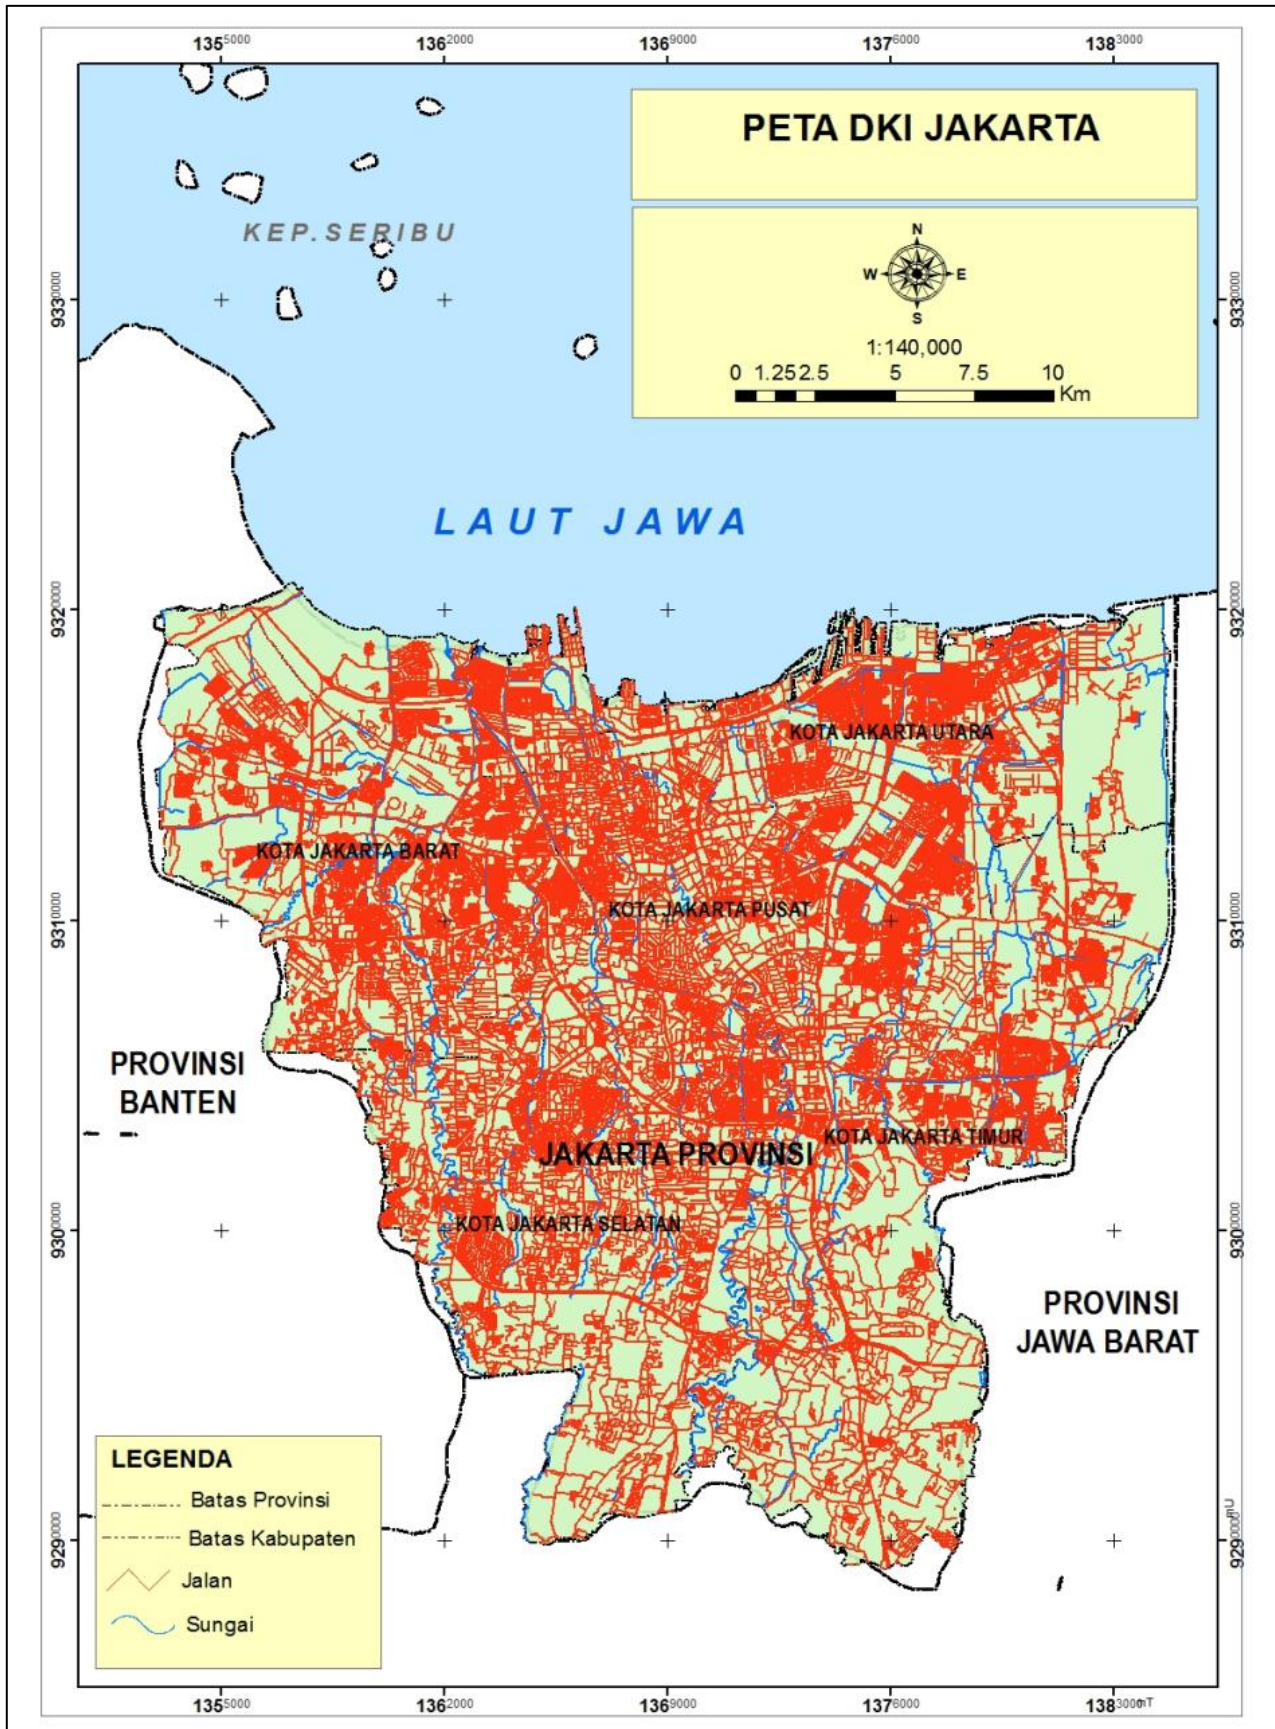 1355000 1362000 1369000 1376000 1383000
PETA DKI JAKARTA
KEP.SERIBU
N
W E
S
9330000 9330000
1:140,000
0 1.25 2.5 5 7.5 10
Km
LAUT JAWA
9320000 9320000
KOTA JAKARTA UTARA
KOTA JAKARTA BARAT
KOTA JAKARTA PUSAT
9310000 9310000
PROVINSI
BANTEN
KOTA JAKARTA TIMUR
JAKARTA PROVINSI
KOTA JAKARTA SELATAN
9300000 9300000
PROVINSI
JAWA BARAT
LEGENDA
Batas Provinsi
Batas Kabupaten
Jalan
Sungai
9290000 9290000mU
1355000 1362000 1369000 1376000 1383000mT